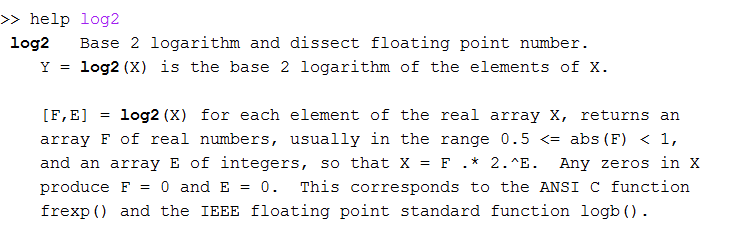 >> help log2
log2   Base 2 logarithm and dissect floating point number.
Y = log2(X) is the base 2 logarithm of the elements of X.
[F,E] = log2(X) for each element of the real array X, returns an
array F of real numbers, usually in the range 0.5 <= abs(F) < 1,
and an array E of integers, so that X = F .* 2.^E.  Any zeros in X
produce F = 0 and E = 0.  This corresponds to the ANSI C function
frexp() and the IEEE floating point standard function logb().